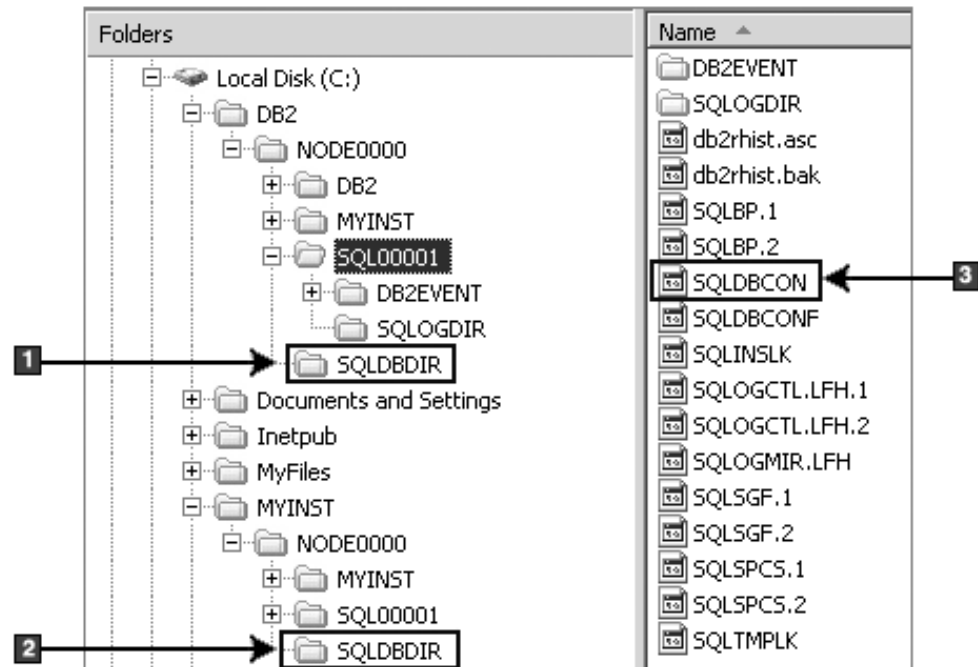 Folders
Local Disk (C:)
DB2
NODE0000
DB2
MYINST
SQL00001
DB2EVENT
SQLOGDIR
1
SQLDBDIR
Documents and Settings
Inetpub
MyFiles
MYINST
NODE0000
MYINST
SQL00001
2
SQLDBDIR
Name
DB2EVENT
SQLOGDIR
db2rhist.asc
db2rhist.bak
SQLBP.1
SQLBP.2
SQLDBCON
3
SQLDBCONF
SQLINSLK
SQLOGCTL.LFH.1
SQLOGCTL.LFH.2
SQLOGMIR.LFH
SQLSGF.1
SQLSGF.2
SQLSPCS.1
SQLSPCS.2
SQLTMPLK